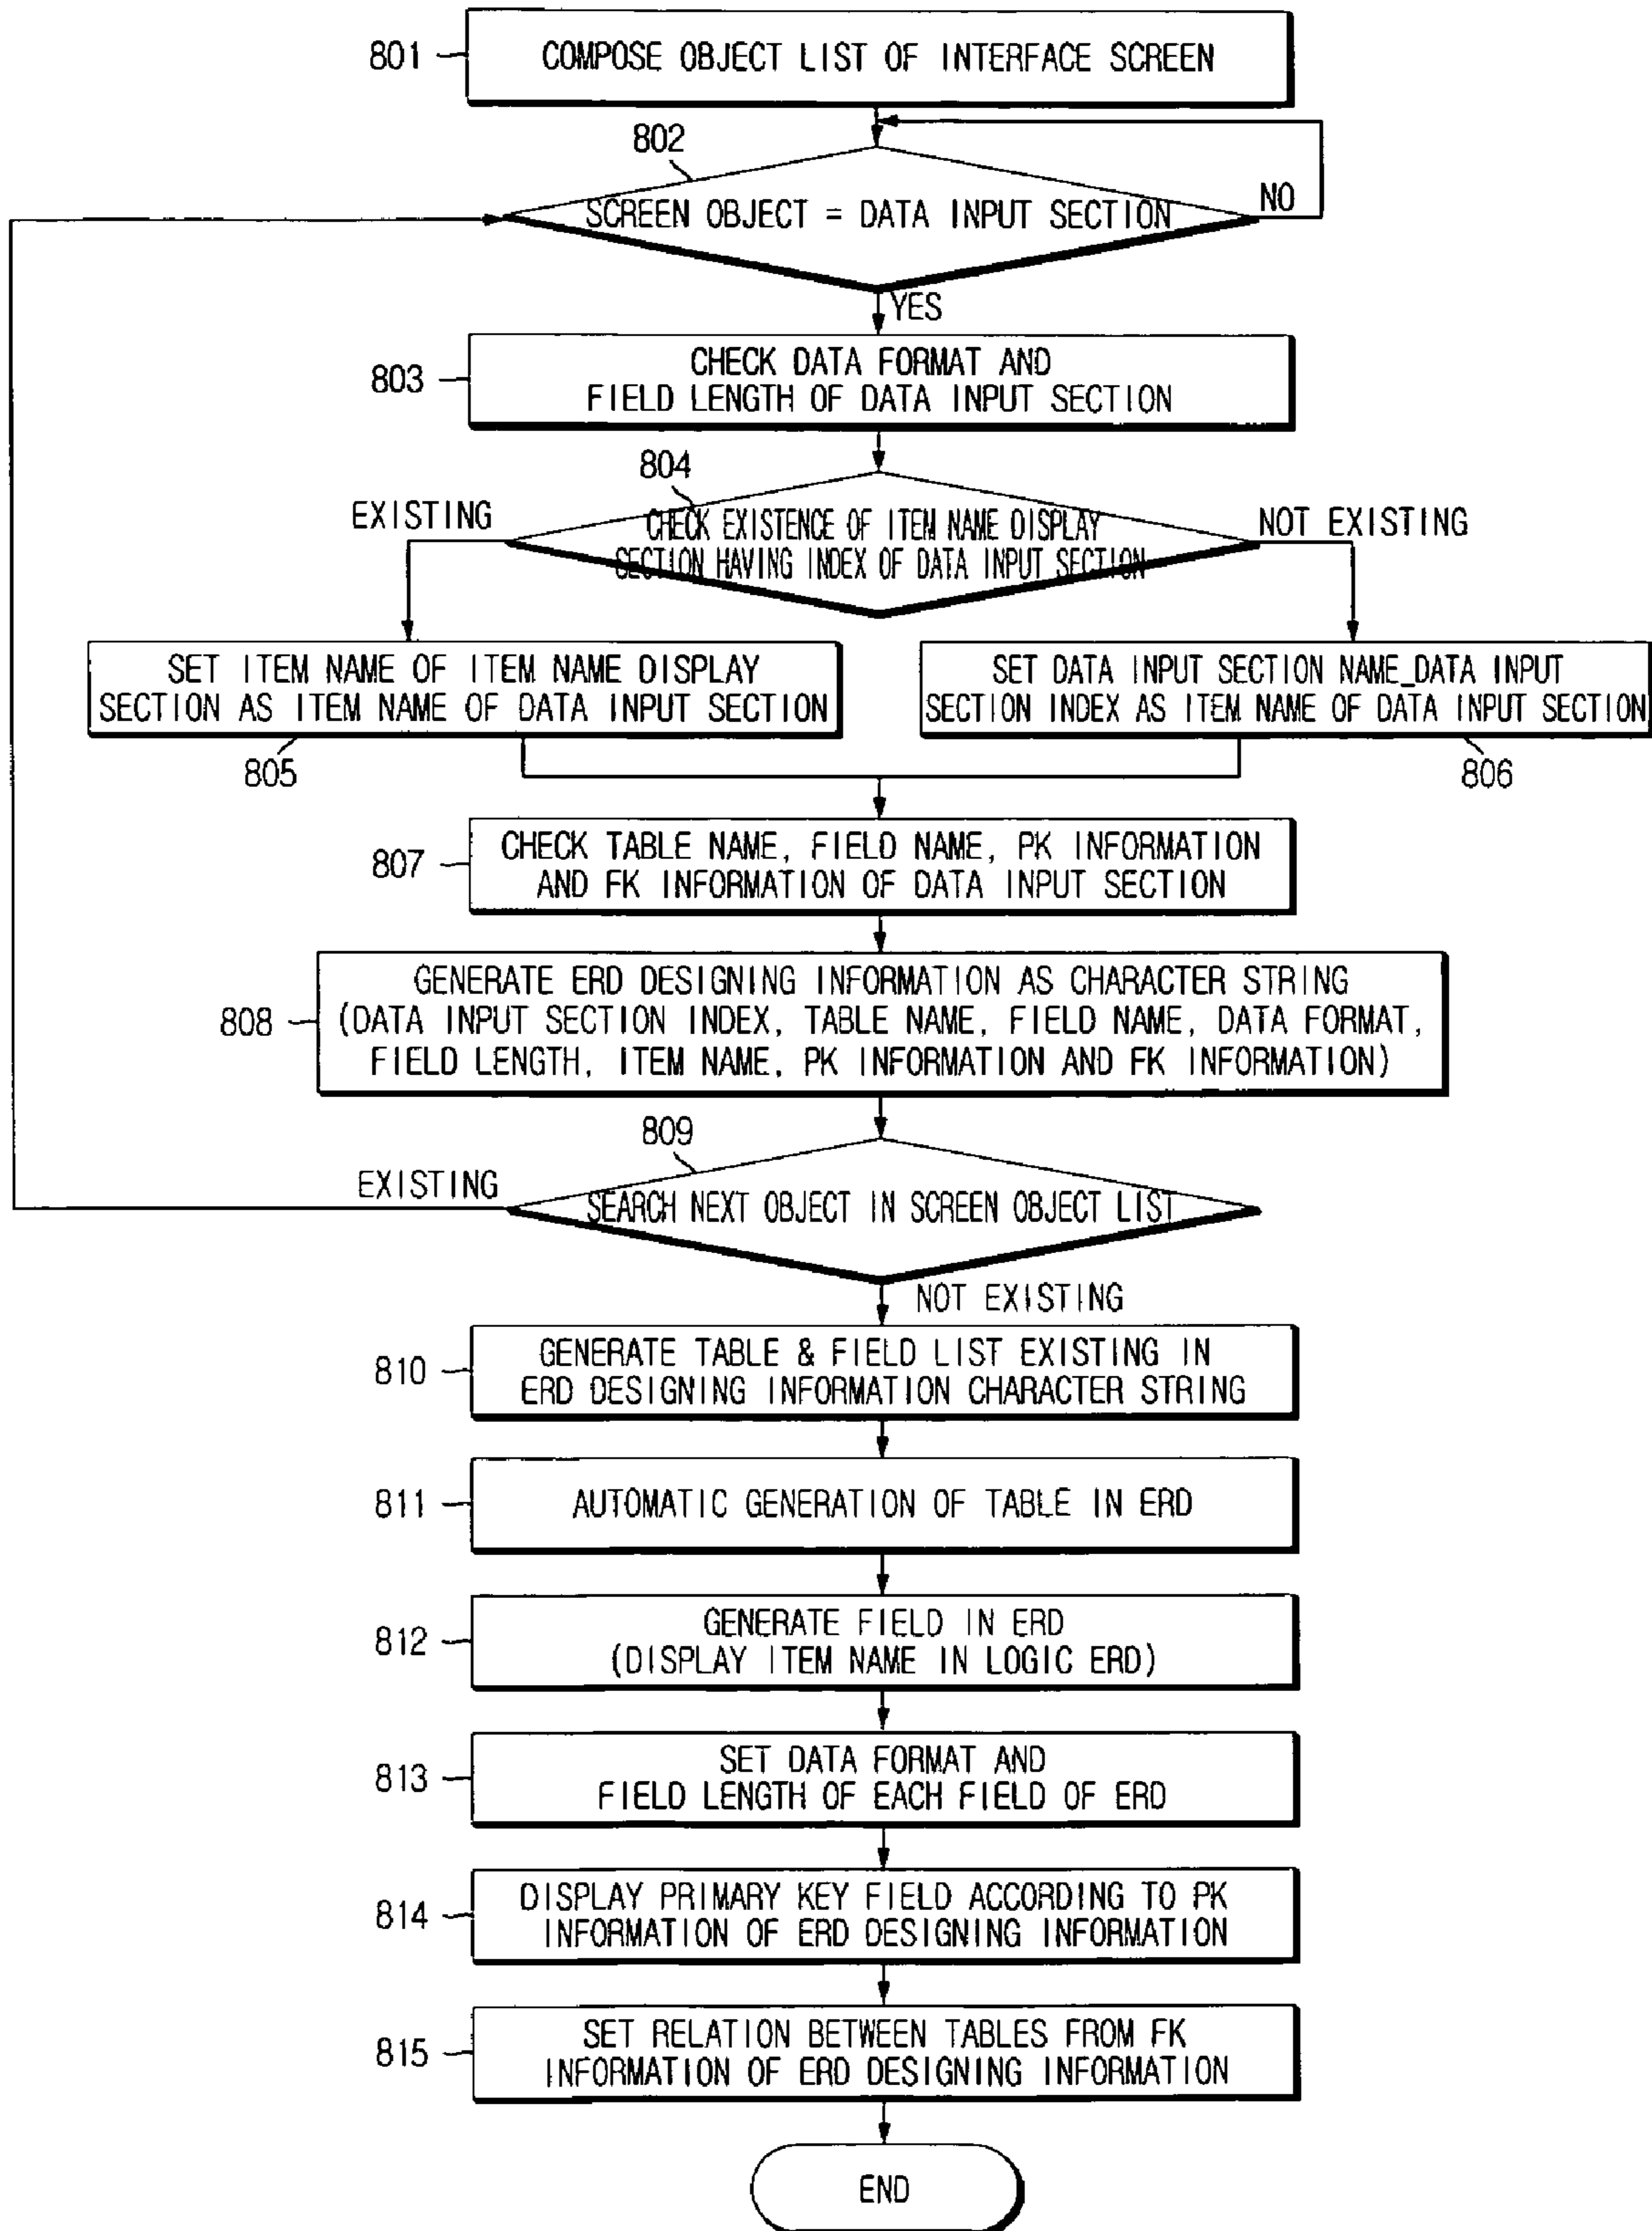 801
COMPOSE OBJECT LIST OF INTERFACE SCREEN
802
SCREEN OBJECT = DATA INPUT SECTION
NO
YES
803
CHECK DATA FORMAT AND
FIELD LENGTH OF DATA INPUT SECTION
804
EXISTING
CHECK EXISTENCE OF ITEM NAME DISPLAY
SECTION HAVING INDEX OF DATA INPUT SECTION
NOT EXISTING
SET ITEM NAME OF ITEM NAME DISPLAY
SECTION AS ITEM NAME OF DATA INPUT SECTION
805
SET DATA INPUT SECTION NAME_DATA INPUT
SECTION INDEX AS ITEM NAME OF DATA INPUT SECTION
806
807
CHECK TABLE NAME, FIELD NAME, PK INFORMATION
AND FK INFORMATION OF DATA INPUT SECTION
808
GENERATE ERD DESIGNING INFORMATION AS CHARACTER STRING
(DATA INPUT SECTION INDEX, TABLE NAME, FIELD NAME, DATA FORMAT,
FIELD LENGTH, ITEM NAME, PK INFORMATION AND FK INFORMATION)
809
EXISTING
SEARCH NEXT OBJECT IN SCREEN OBJECT LIST
NOT EXISTING
810
GENERATE TABLE & FIELD LIST EXISTING IN
ERD DESIGNING INFORMATION CHARACTER STRING
811
AUTOMATIC GENERATION OF TABLE IN ERD
812
GENERATE FIELD IN ERD
(DISPLAY ITEM NAME IN LOGIC ERD)
813
SET DATA FORMAT AND
FIELD LENGTH OF EACH FIELD OF ERD
814
DISPLAY PRIMARY KEY FIELD ACCORDING TO PK
INFORMATION OF ERD DESIGNING INFORMATION
815
SET RELATION BETWEEN TABLES FROM FK
INFORMATION OF ERD DESIGNING INFORMATION
END